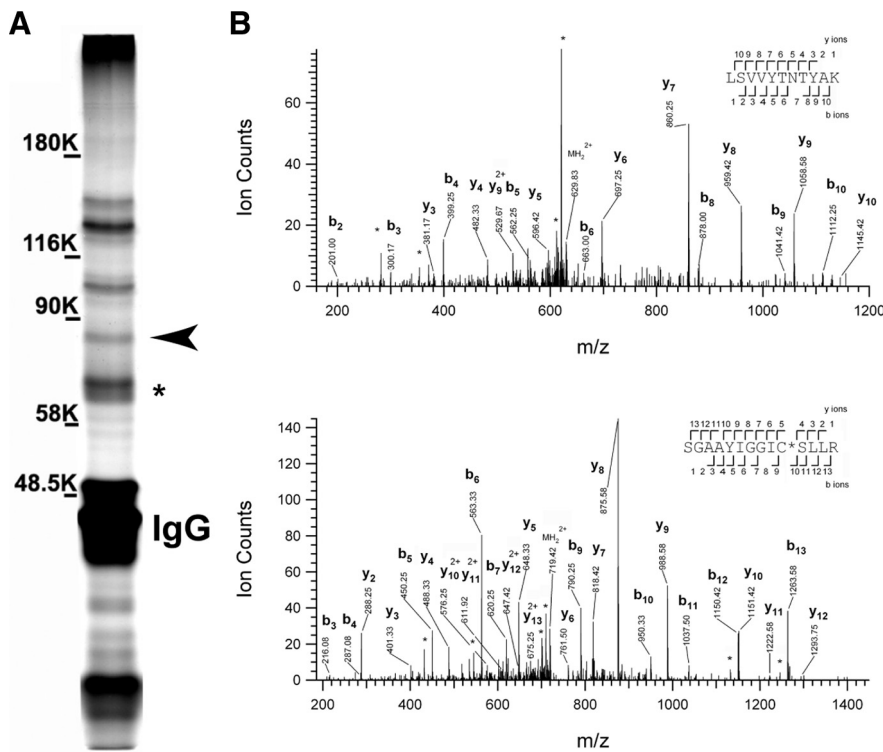 A
180K
116K
90K
*
58K
48.5K
IgG
B
Ion Counts
60
40
20
0
200
400
600
800
1000
1200
m/z
b2
201.00
*
b3
300.17
*
y3
381.17
b4
399.25
y4
482.33
y9 2+
529.67
b5
562.25
y5
596.42
*
*
MH2 2+
629.83
b6
663.00
y6
697.25
y7
860.25
b8
878.00
y8
959.42
b9
1041.42
y9
1058.58
b10
1112.25
y10
1145.42
y ions
10 9 8 7 6 5 4 3 2 1
LSVVYTNTYAK
1 2 3 4 5 6 7 8 9 10
b ions
Ion Counts
140
120
100
80
60
40
20
0
200
400
600
800
1000
1200
1400
m/z
b3
216.08
b4
287.08
y2
288.25
y3
401.33
*
b5
450.25
y4
488.33
*
y10 2+
576.25
b6
563.33
y11 2+
611.92
b7
620.25
y12 2+
647.42
y5
648.33
y13 2+
675.25
*
*
MH2 2+
719.42
y6
761.50
b9
790.25
y7
818.42
y8
875.58
b10
950.33
y9
988.58
b11
1037.50
*
b12
1150.42
y10
1151.42
y11
1222.58
*
b13
1263.58
y12
1293.75
y ions
13 12 11 10 9 8 7 6 5 4 3 2 1
SGAAYIGGIC*SLLR
1 2 3 4 5 6 7 8 9 10 11 12 13
b ions